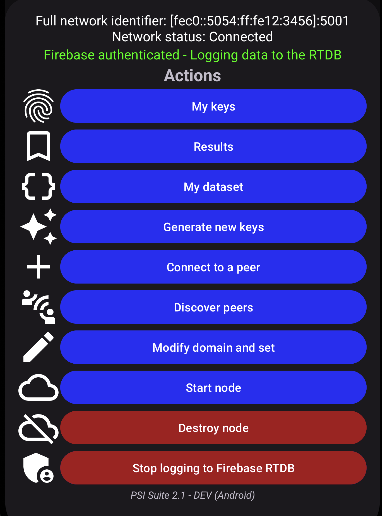 Full network identifier: [fec0::5054:ff:fe12:3456]:5001
Network status: Connected
Firebase authenticated - Logging data to the RTDB
Actions
My keys
Results
My dataset
Generate new keys
Connect to a peer
Discover peers
Modify domain and set
Start node
Destroy node
Stop logging to Firebase RTDB
PSI Suite 2.1 - DEV (Android)